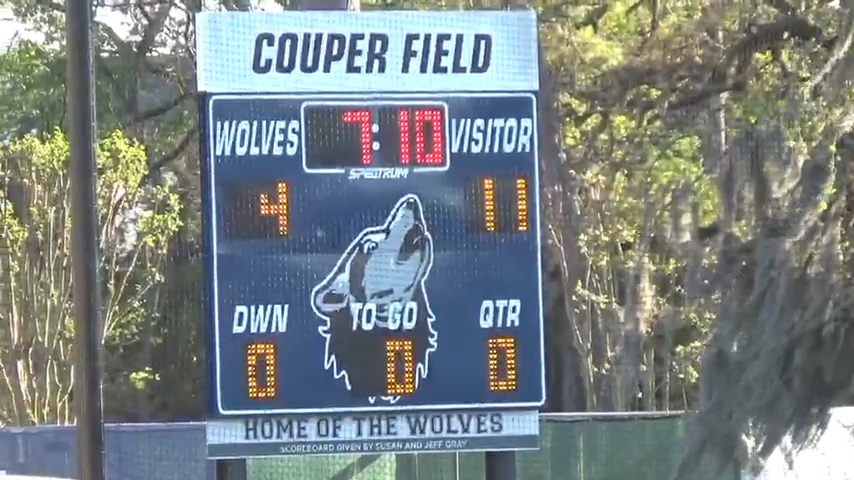 COUPER FIELD
WOLVES 7:10 VISITOR
SPECTRUM
4 11
DWN TO GO QTR
0 0 0
HOME OF THE WOLVES
SCOREBOARD GIVEN BY SUSAN AND JEFF GRAY